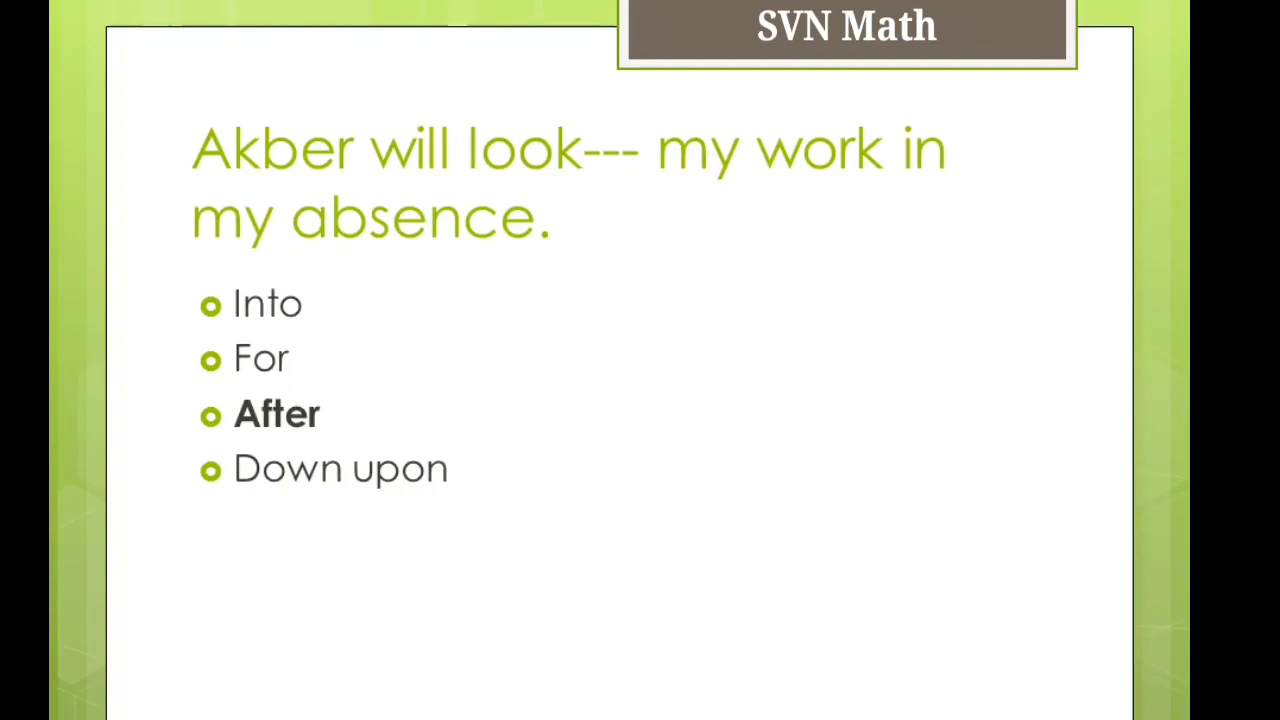 SVN Math
Akber will look--- my work in
my absence.
Into
For
After
Down upon